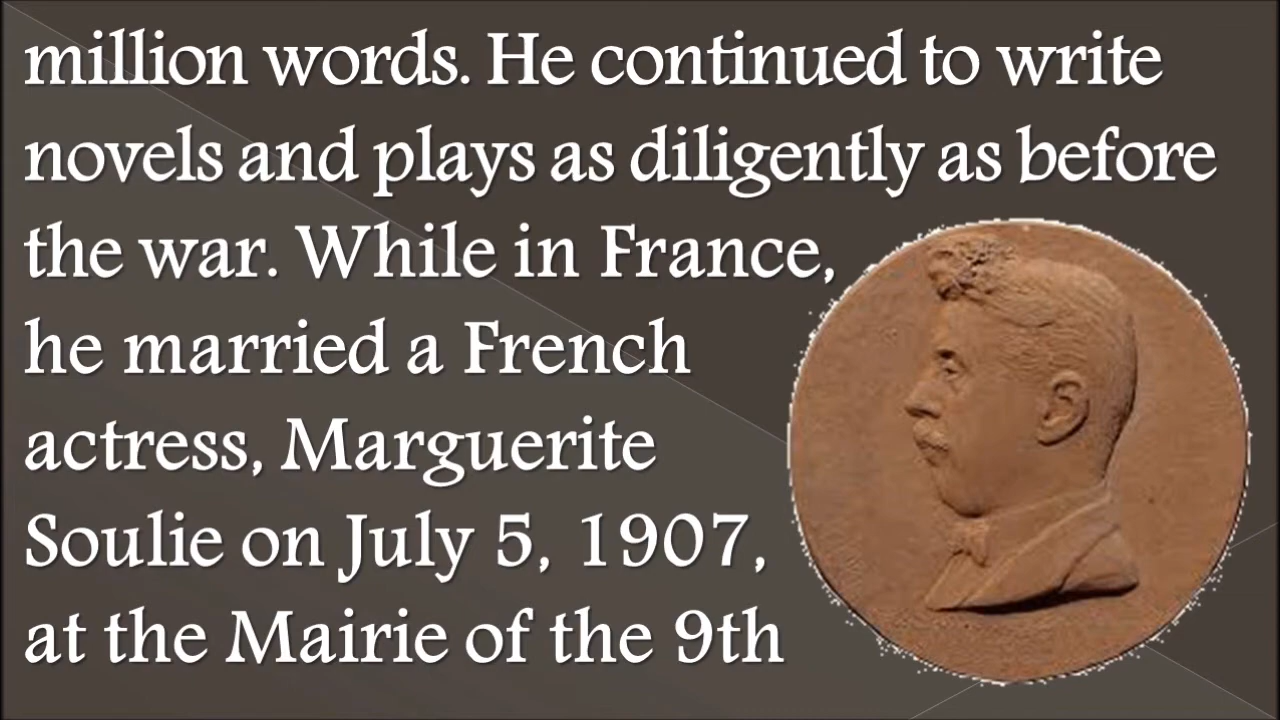 million words. He continued to write
novels and plays as diligently as before
the war. While in France,
he married a French
actress, Marguerite
Soulie on July 5, 1907,
at the Mairie of the 9th